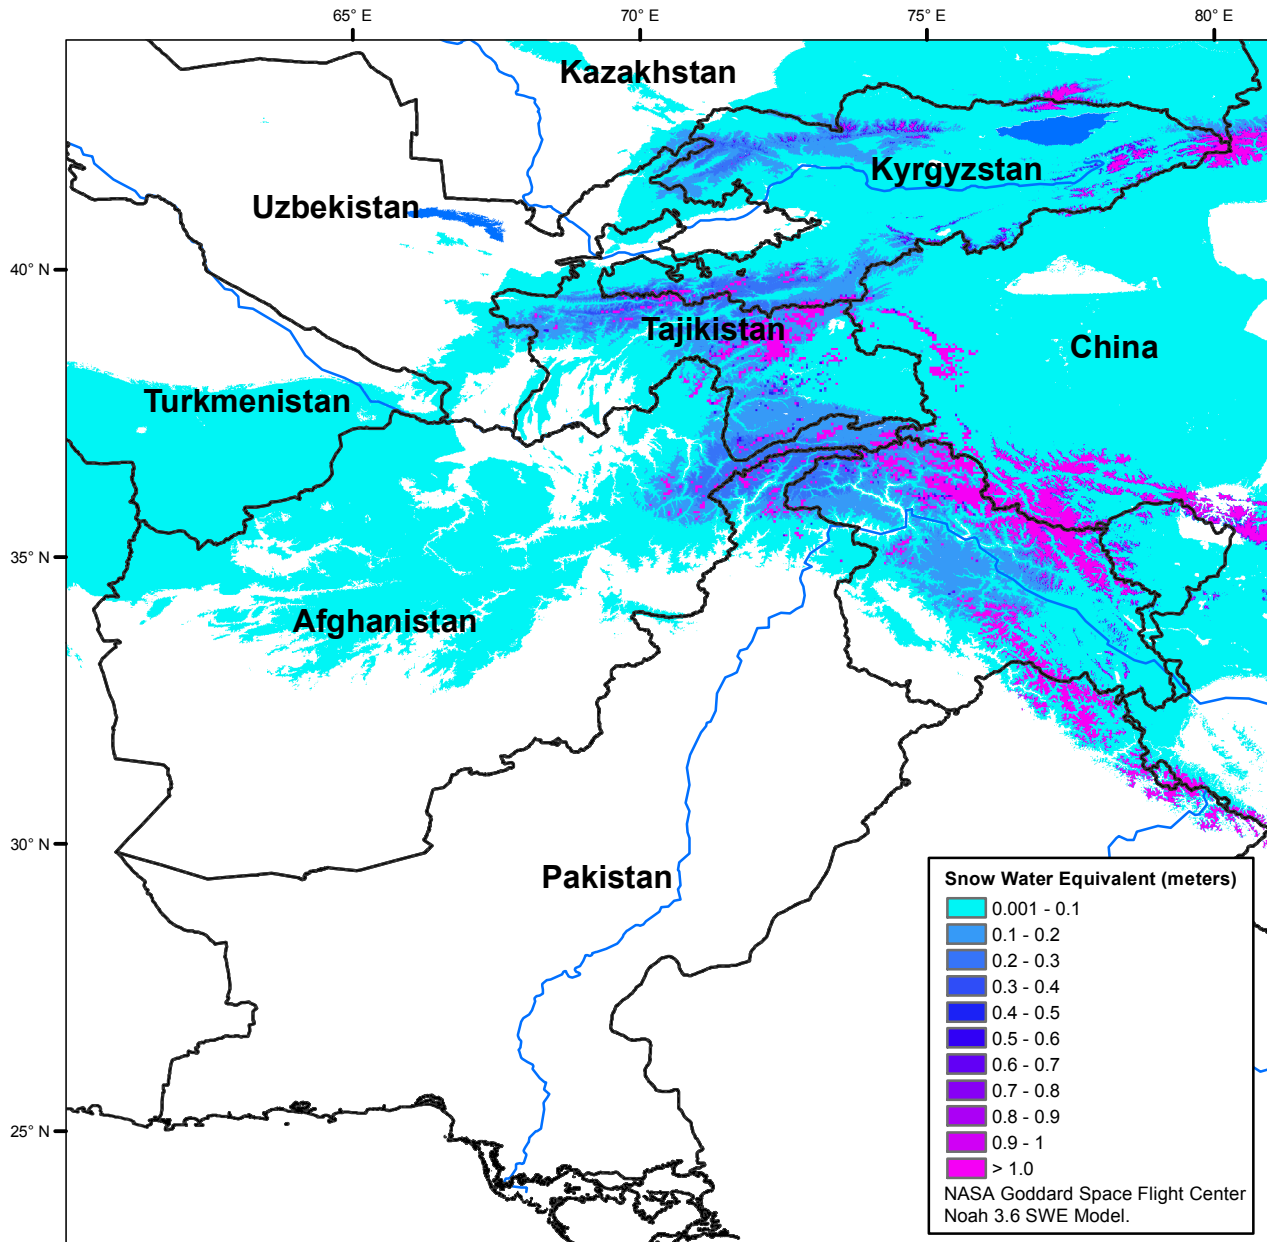 65° E
70° E
75° E
80° E
Kazakhstan
Kyrgyzstan
Uzbekistan
40° N
Tajikistan
China
Turkmenistan
35° N
Afghanistan
30° N
Pakistan
25° N
Snow Water Equivalent (meters)
0.001 - 0.1
0.1 - 0.2
0.2 - 0.3
0.3 - 0.4
0.4 - 0.5
0.5 - 0.6
0.6 - 0.7
0.7 - 0.8
0.8 - 0.9
0.9 - 1
> 1.0
NASA Goddard Space Flight Center
Noah 3.6 SWE Model.